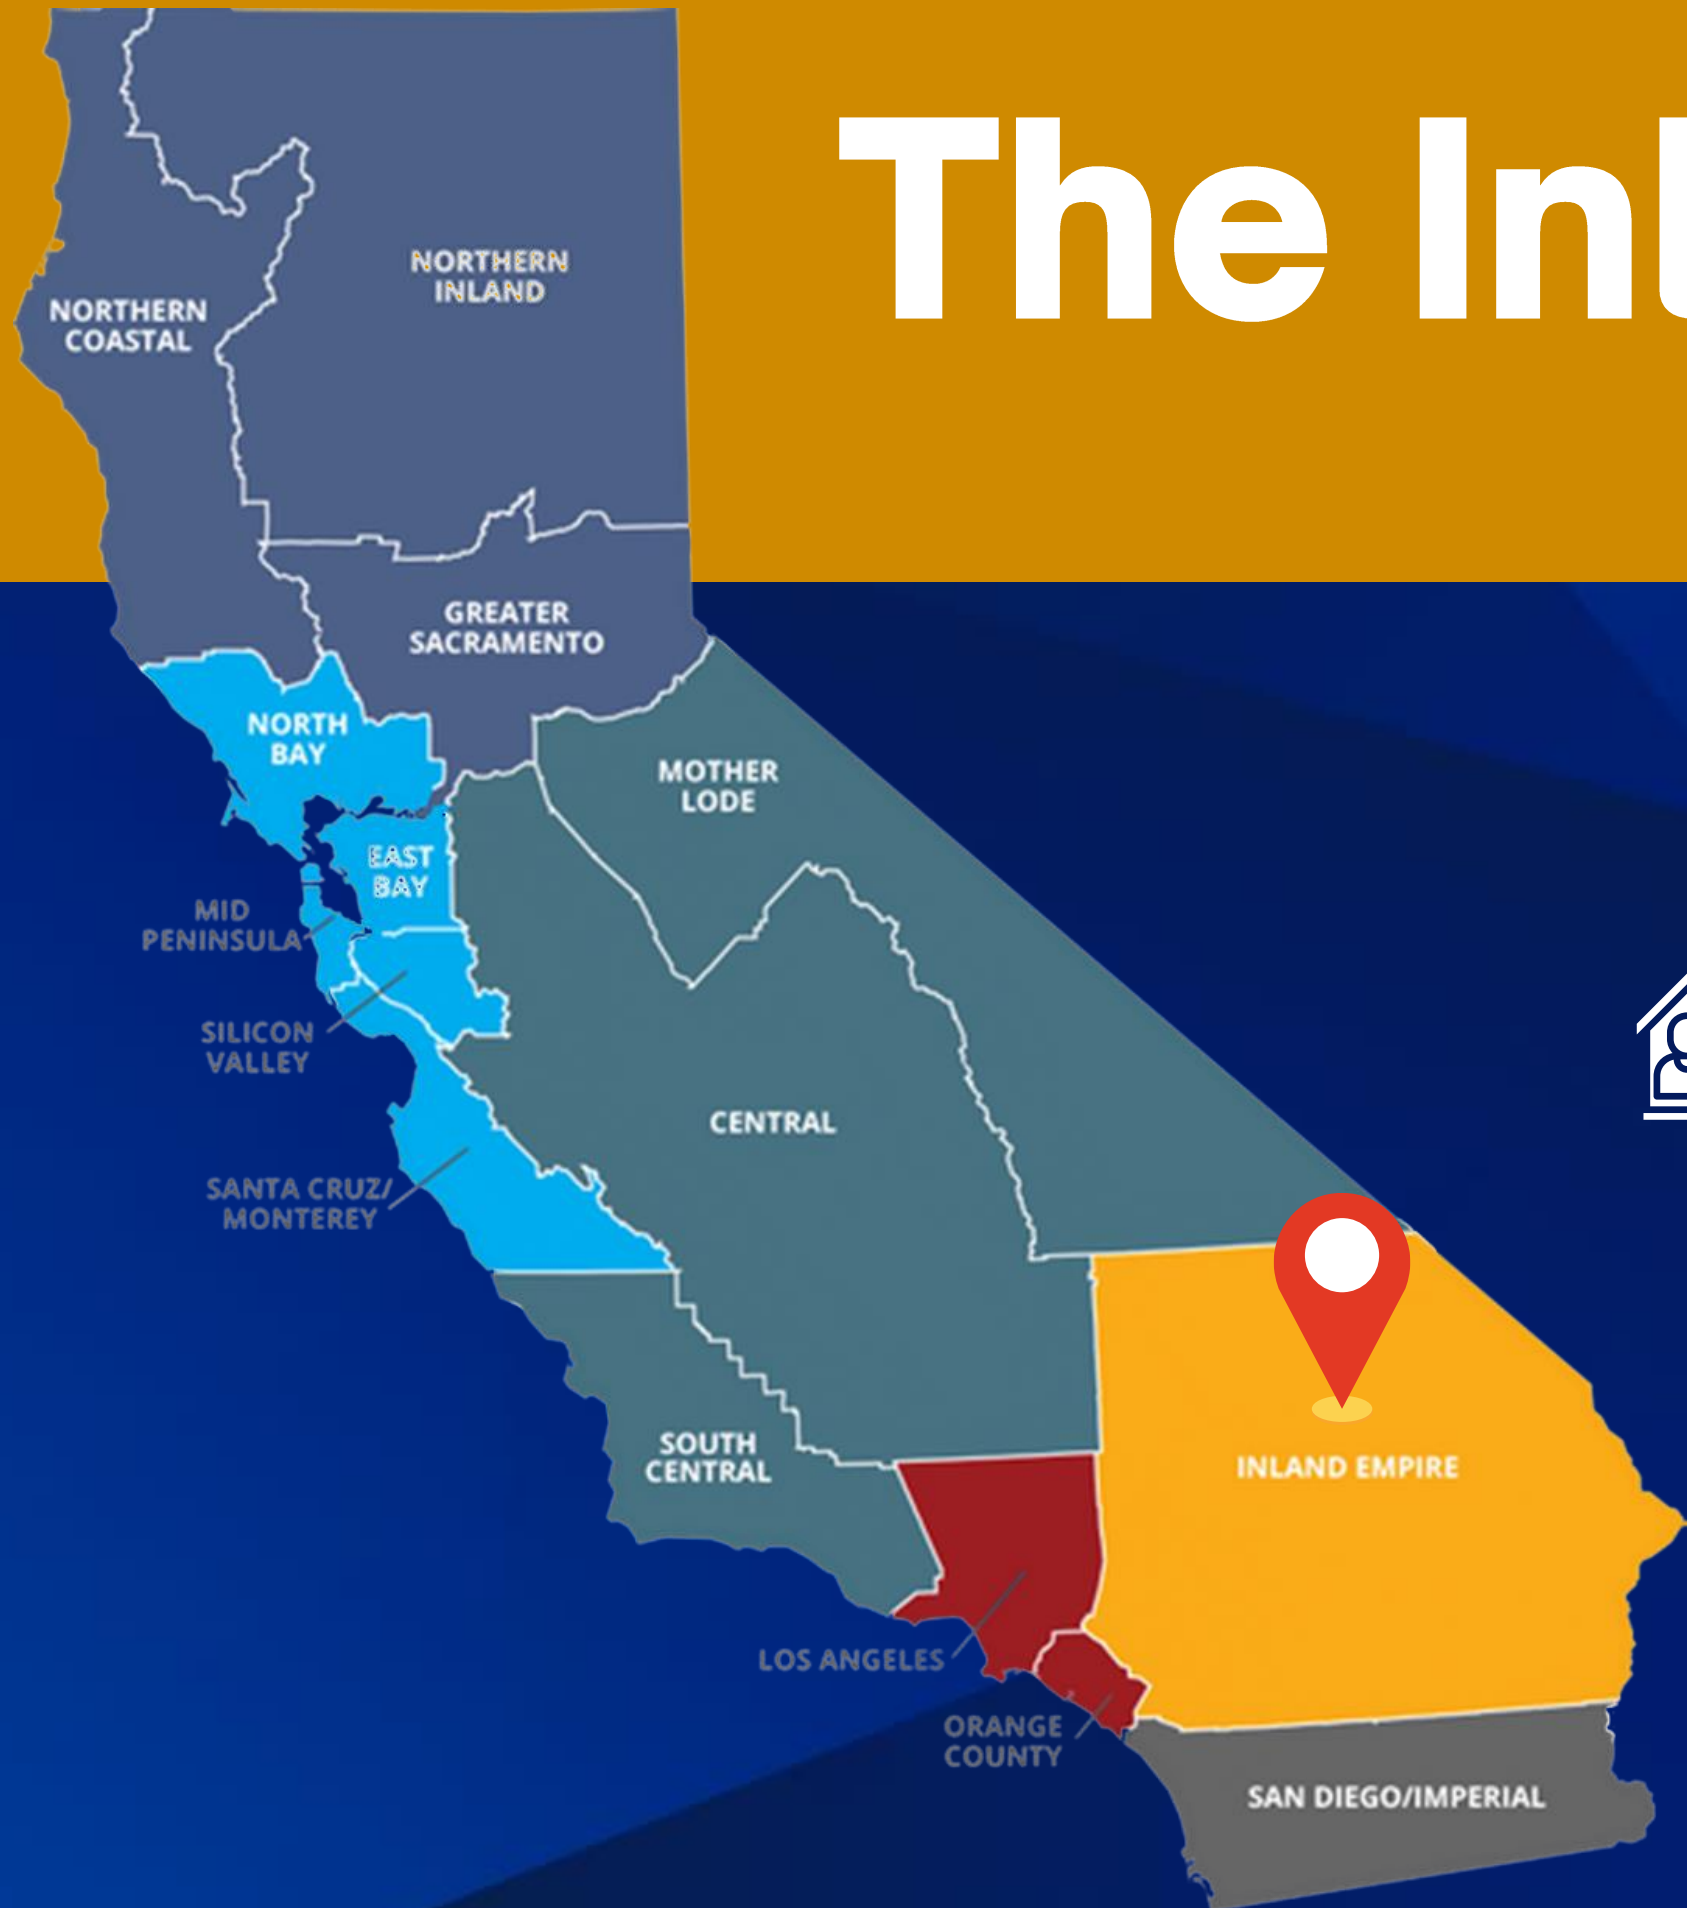 The Inl
NORTHERN
INLAND
NORTHERN
COASTAL
GREATER
SACRAMENTO
NORTH
BAY
MOTHER
LODE
EAST
BAY
MID
PENINSULA
SILICON
VALLEY
CENTRAL
SANTA CRUZ/
MONTEREY
SOUTH
CENTRAL
INLAND EMPIRE
LOS ANGELES
ORANGE
COUNTY
SAN DIEGO/IMPERIAL